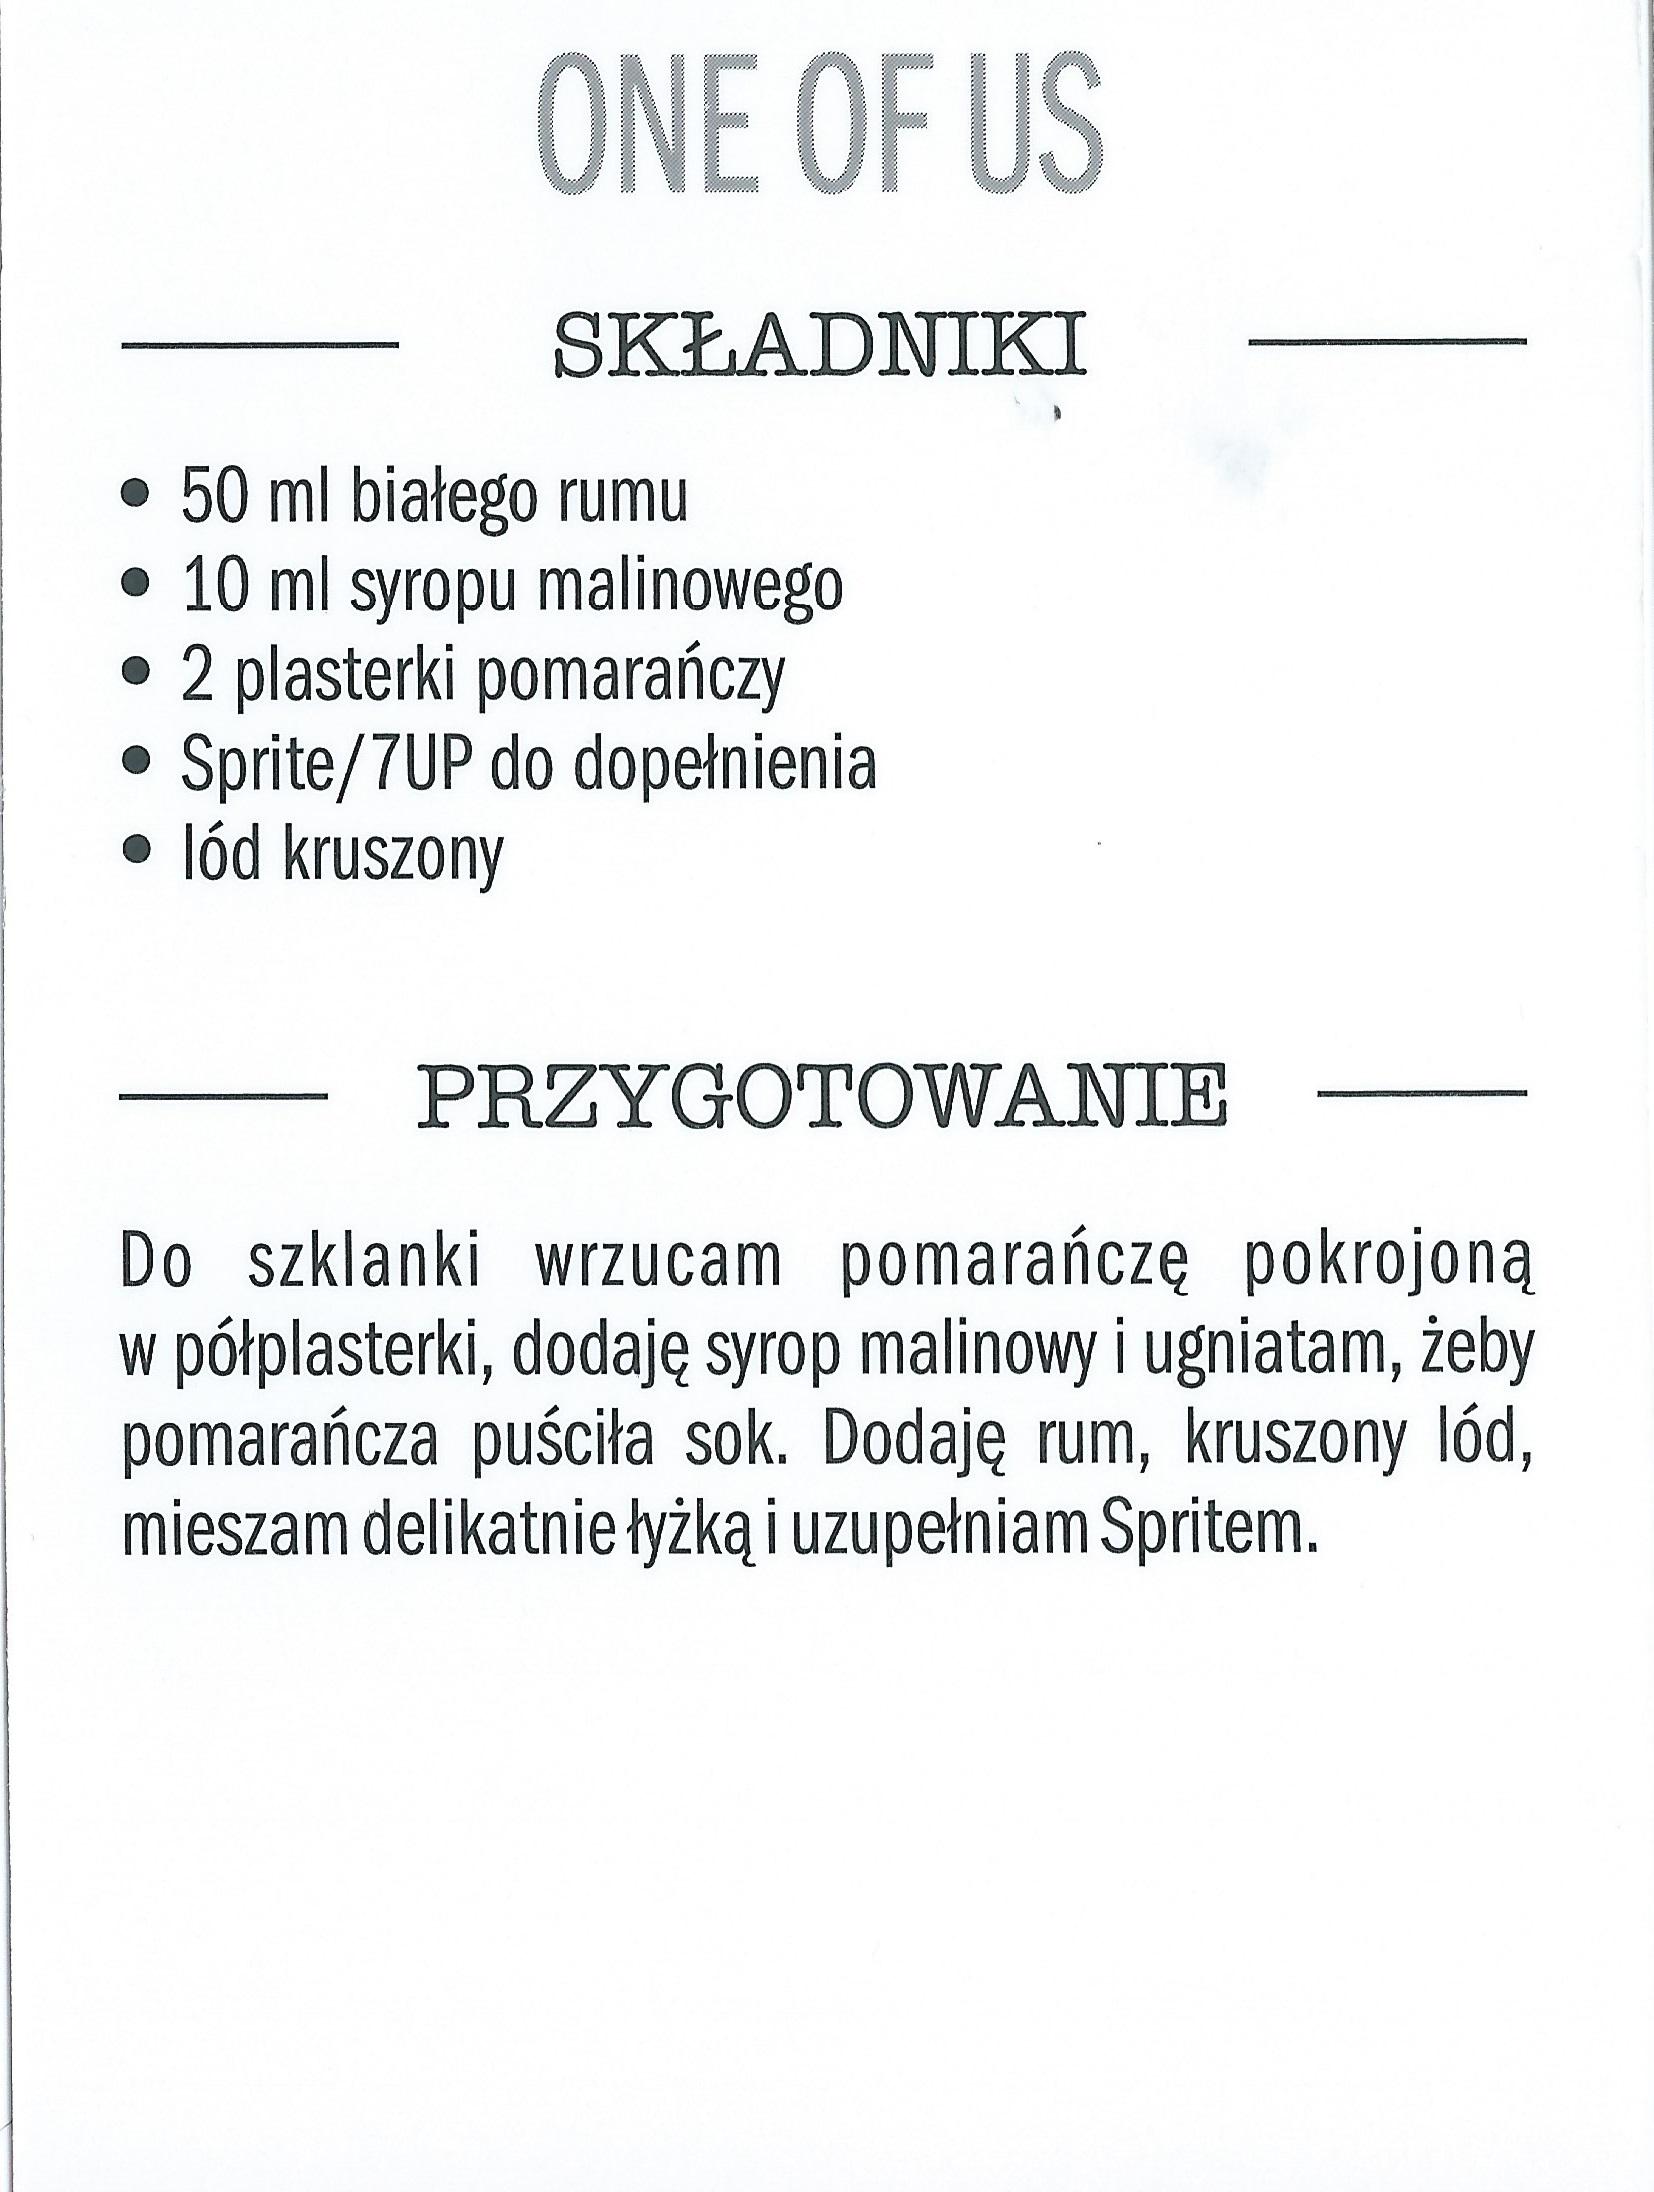 ONE OF US
SKŁADNIKI
• 50 ml białego rumu
• 10 ml syropu malinowego
• 2 plasterki pomarańczy
• Sprite/7UP do dopełnienia
• lód kruszony
PRZYGOTOWANIE
Do szklanki wrzucam pomarańczę pokrojoną
w półplasterki, dodaję syrop malinowy i ugniatam, żeby
pomarańcza puściła sok. Dodaję rum, kruszony lód,
mieszam delikatnie łyżką i uzupełniam Spritem.